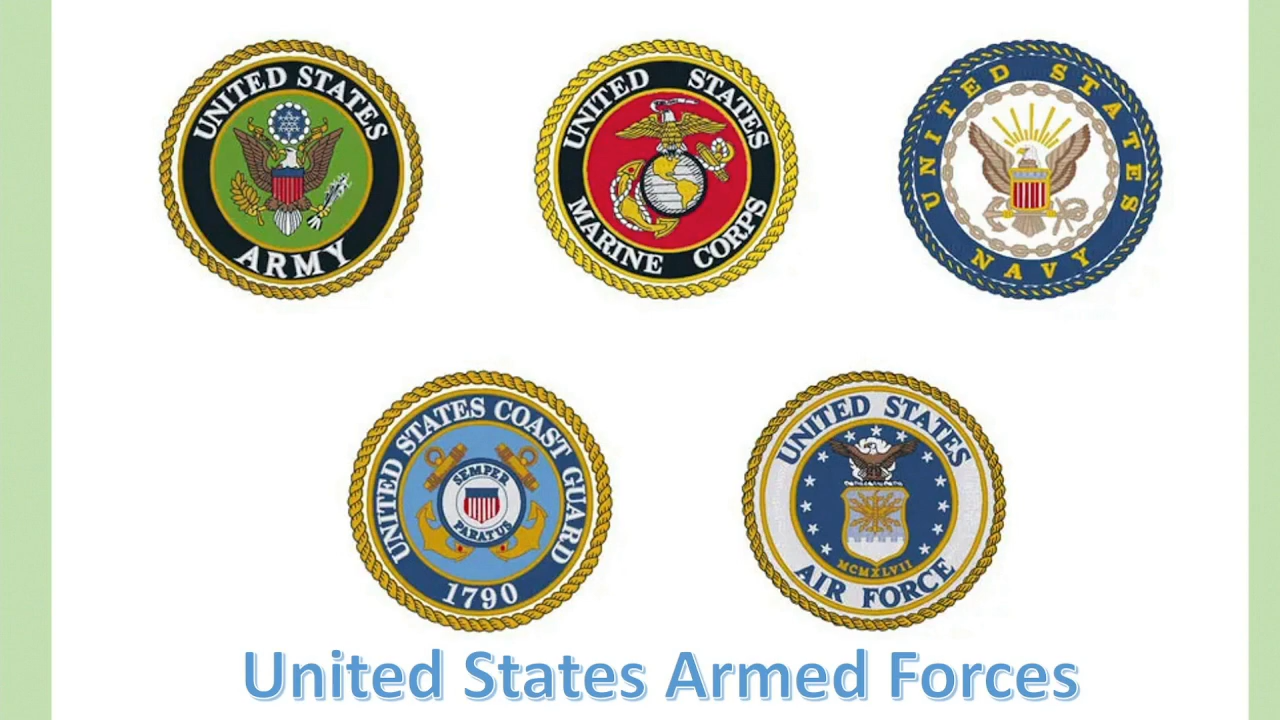 UNITED STATES
ARMY
UNITED STATES
MARINE CORPS
UNITED STATES
NAVY
UNITED STATES COAST GUARD
SEMPER
PARATUS
1790
UNITED STATES
MCMXLVII
AIR FORCE
United States Armed Forces